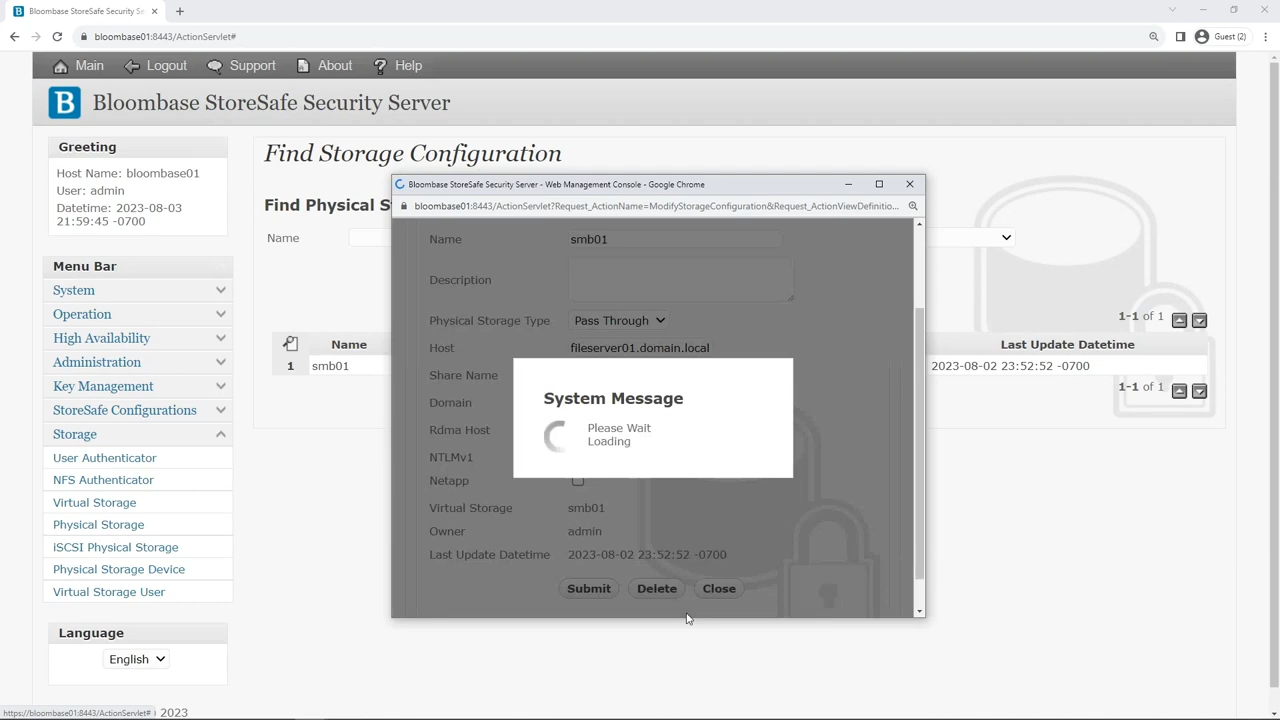 Bloombase StoreSafe Security Se
bloombase01:8443/ActionServlet#
Guest (2)
Main
Logout
Support
About
Help
B
Bloombase StoreSafe Security Server
Greeting
Host Name: bloombase01
User: admin
Datetime: 2023-08-03
21:59:45 -0700
Menu Bar
System
Operation
High Availability
Administration
Key Management
StoreSafe Configurations
Storage
User Authenticator
NFS Authenticator
Virtual Storage
Physical Storage
iSCSI Physical Storage
Physical Storage Device
Virtual Storage User
Language
English
Find Storage Configuration
Find Physical S
Name
1-1 of 1
Name
Last Update Datetime
1 smb01
2023-08-02 23:52:52 -0700
1-1 of 1
Bloombase StoreSafe Security Server - Web Management Console - Google Chrome
bloombase01:8443/ActionServlet?Request_ActionName=ModifyStorageConfiguration&Request_ActionViewDefinitio...
Name smb01
Description
Physical Storage Type Pass Through
Host fileserver01.domain.local
Share Name
Domain
Rdma Host
NTLMv1
Netapp
Virtual Storage smb01
Owner admin
Last Update Datetime 2023-08-02 23:52:52 -0700
Submit
Delete
Close
System Message
Please Wait
Loading
https://bloombase01:8443/ActionServlet#
2023